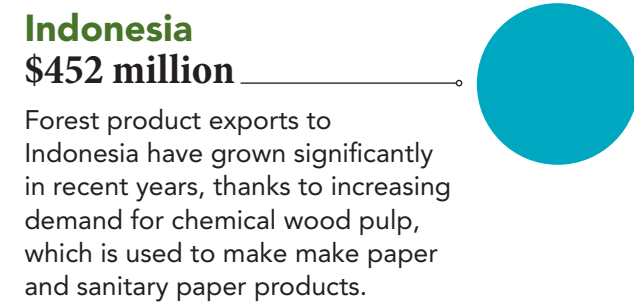 Indonesia
$452 million
Forest product exports to
Indonesia have grown significantly
in recent years, thanks to increasing
demand for chemical wood pulp,
which is used to make make paper
and sanitary paper products.